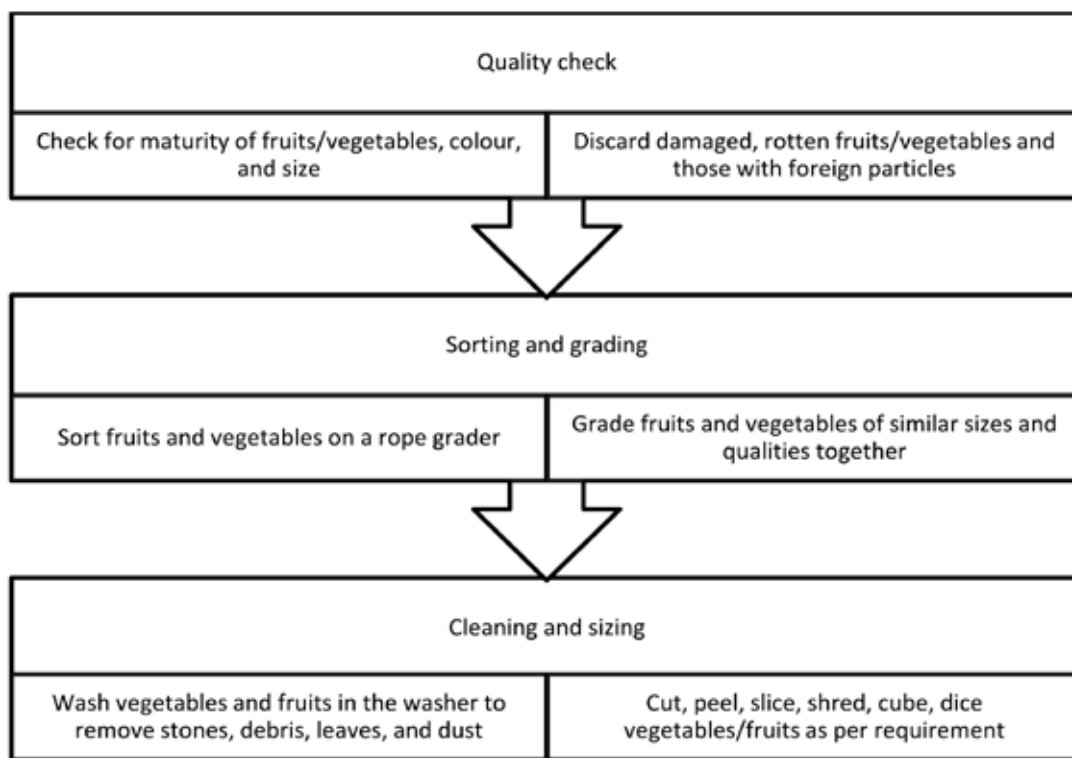 Quality check
Check for maturity of fruits/vegetables, colour,
and size
Discard damaged, rotten fruits/vegetables and
those with foreign particles
Sorting and grading
Sort fruits and vegetables on a rope grader
Grade fruits and vegetables of similar sizes and
qualities together
Cleaning and sizing
Wash vegetables and fruits in the washer to
remove stones, debris, leaves, and dust
Cut, peel, slice, shred, cube, dice
vegetables/fruits as per requirement